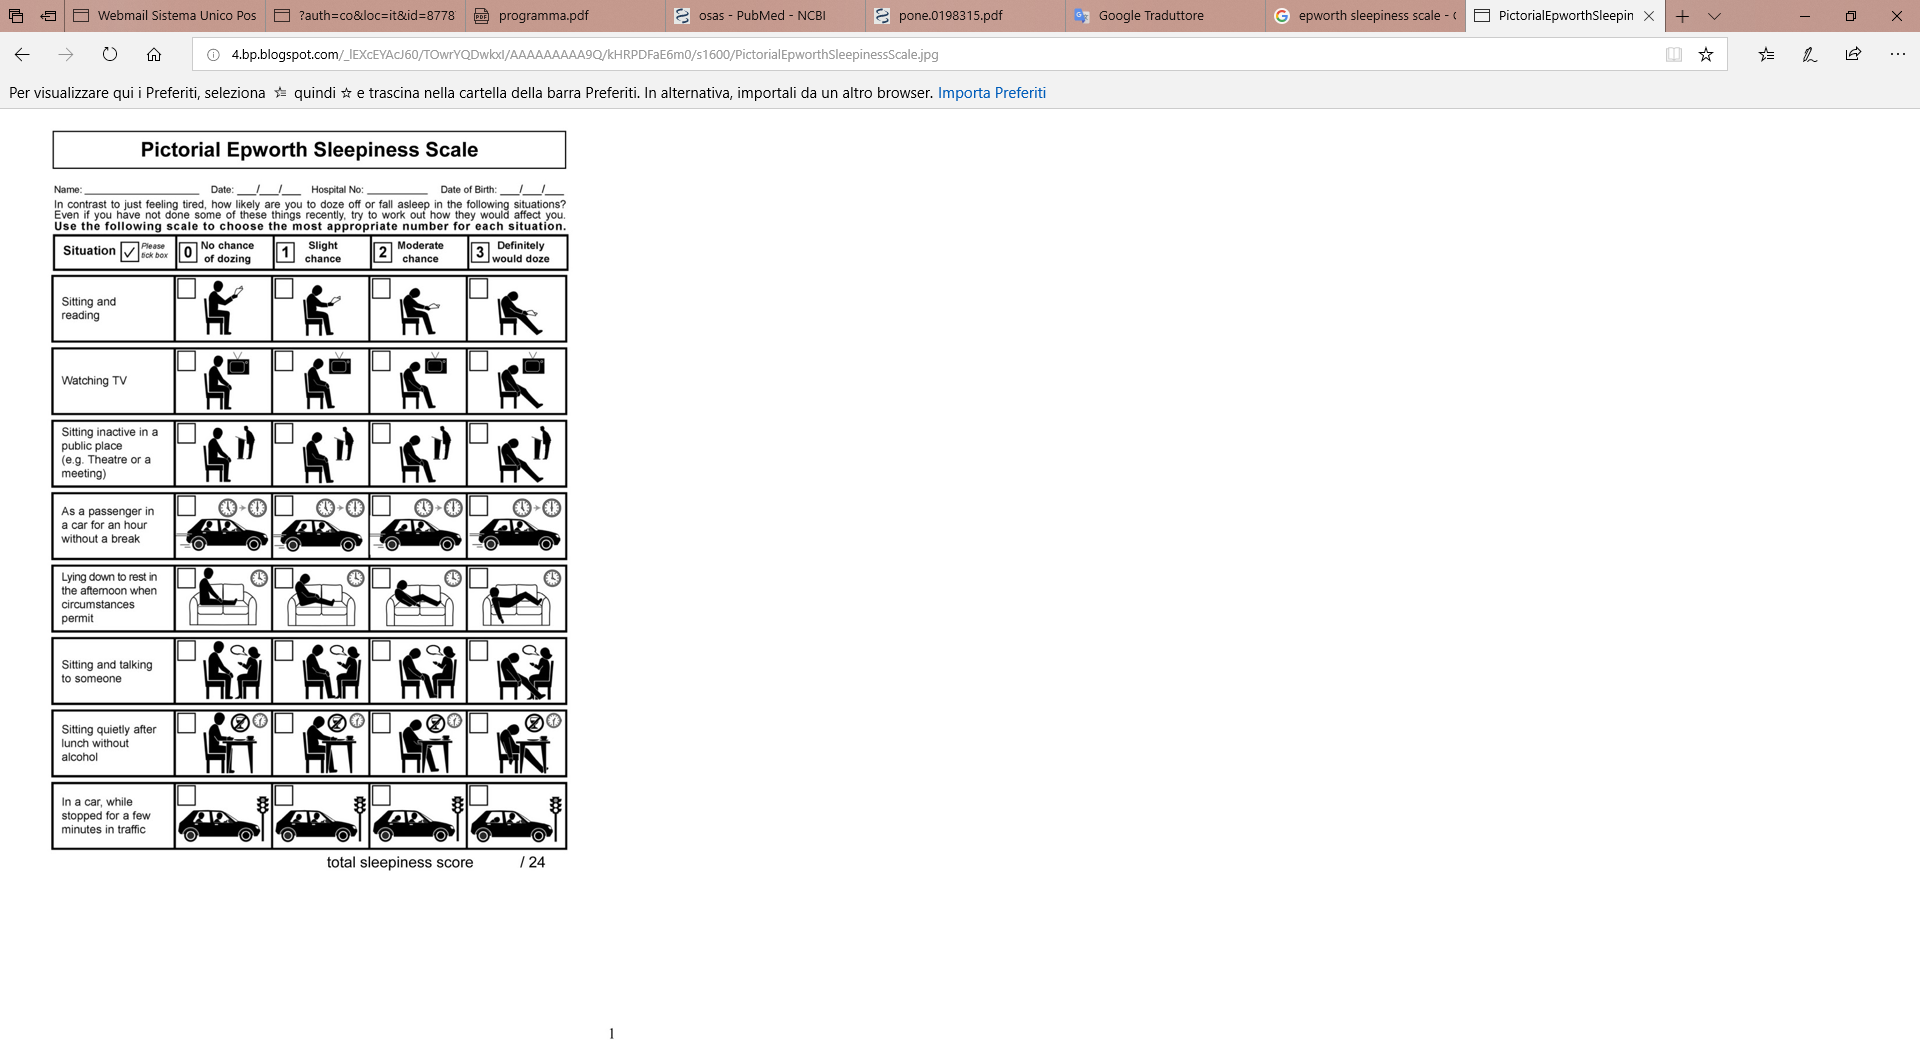 Webmail Sistema Unico Pos
?auth=co&loc=it&id=8778
programma.pdf
osas - PubMed - NCBI
pone.0198315.pdf
Google Traduttore
epworth sleepiness scale - G
PictorialEpworthSleepin
4.bp.blogspot.com/_lEXcEYAcJ60/TOwrYQDwkxI/AAAAAAAAA9Q/kHRPDFaE6m0/s1600/PictorialEpworthSleepinessScale.jpg
Per visualizzare qui i Preferiti, seleziona quindi e trascina nella cartella della barra Preferiti. In alternativa, importali da un altro browser. Importa Preferiti
Pictorial Epworth Sleepiness Scale
Name: ____________________ Date: ___/___/___ Hospital No: __________ Date of Birth: ___/___/___
In contrast to just feeling tired, how likely are you to doze off or fall asleep in the following situations?
Even if you have not done some of these things recently, try to work out how they would affect you.
Use the following scale to choose the most appropriate number for each situation.
Situation Please tick box 0 No chance of dozing 1 Slight chance 2 Moderate chance 3 Definitely would doze
Sitting and
reading
Watching TV
Sitting inactive in a
public place
(e.g. Theatre or a
meeting)
As a passenger in
a car for an hour
without a break
Lying down to rest in
the afternoon when
circumstances
permit
Sitting and talking
to someone
Sitting quietly after
lunch without
alcohol
In a car, while
stopped for a few
minutes in traffic
total sleepiness score / 24
1